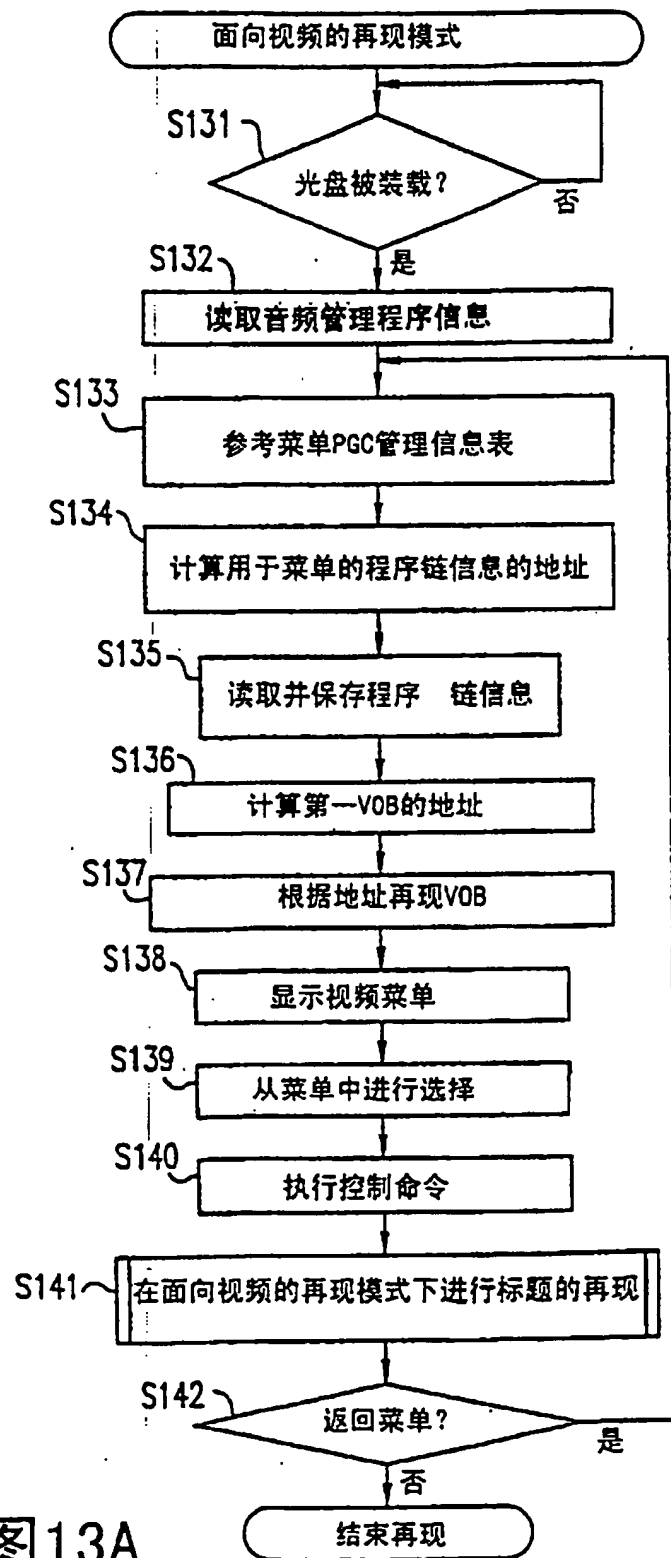 面向视频的再现模式
S131
光盘被装载?
否
是
S132
读取音频管理程序信息
S133
参考菜单PGC管理信息表
S134
计算用于菜单的程序链信息的地址
S135
读取并保存程序 链信息
S136
计算第一VOB的地址
S137
根据地址再现VOB
S138
显示视频菜单
S139
从菜单中进行选择
S140
执行控制命令
S141
在面向视频的再现模式下进行标题的再现
S142
返回菜单?
是
否
结束再现
图13A